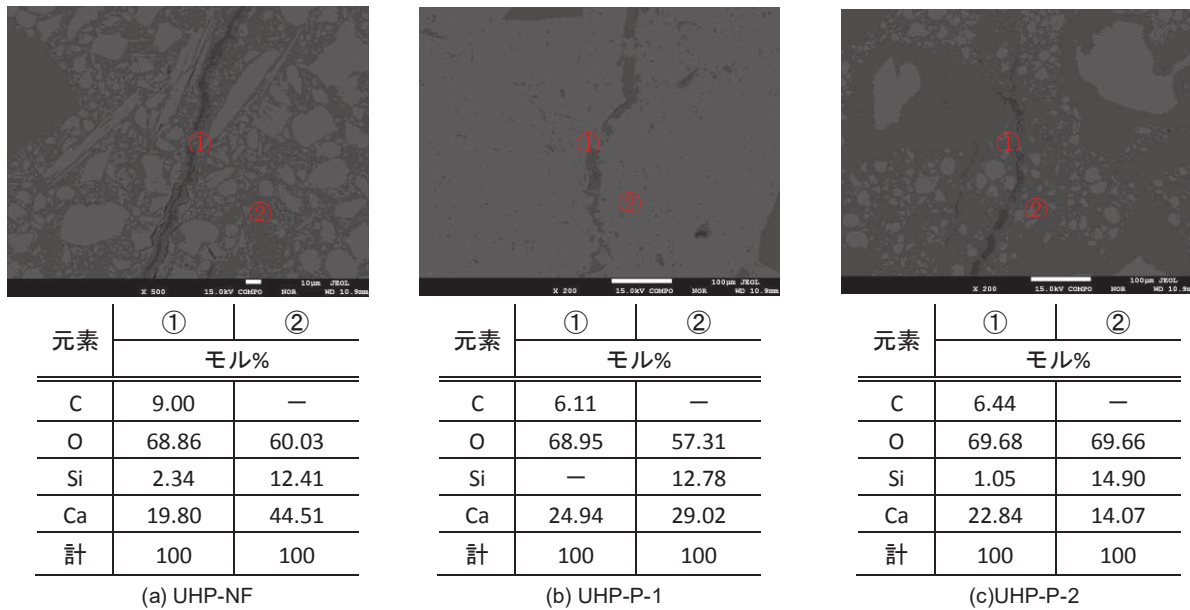 ①
②
10μm JEOL
X 500 15.0kV COMPO NOR WD 10.9mm
元素 ① ②
モル%
C 9.00 ー
O 68.86 60.03
Si 2.34 12.41
Ca 19.80 44.51
計 100 100
(a) UHP-NF
①
②
100μm JEOL
X 200 15.0kV COMPO NOR WD 10.9mm
元素 ① ②
モル%
C 6.11 ー
O 68.95 57.31
Si ー 12.78
Ca 24.94 29.02
計 100 100
(b) UHP-P-1
①
②
100μm JEOL
X 200 15.0kV COMPO NOR WD 10.9mm
元素 ① ②
モル%
C 6.44 ー
O 69.68 69.66
Si 1.05 14.90
Ca 22.84 14.07
計 100 100
(c)UHP-P-2